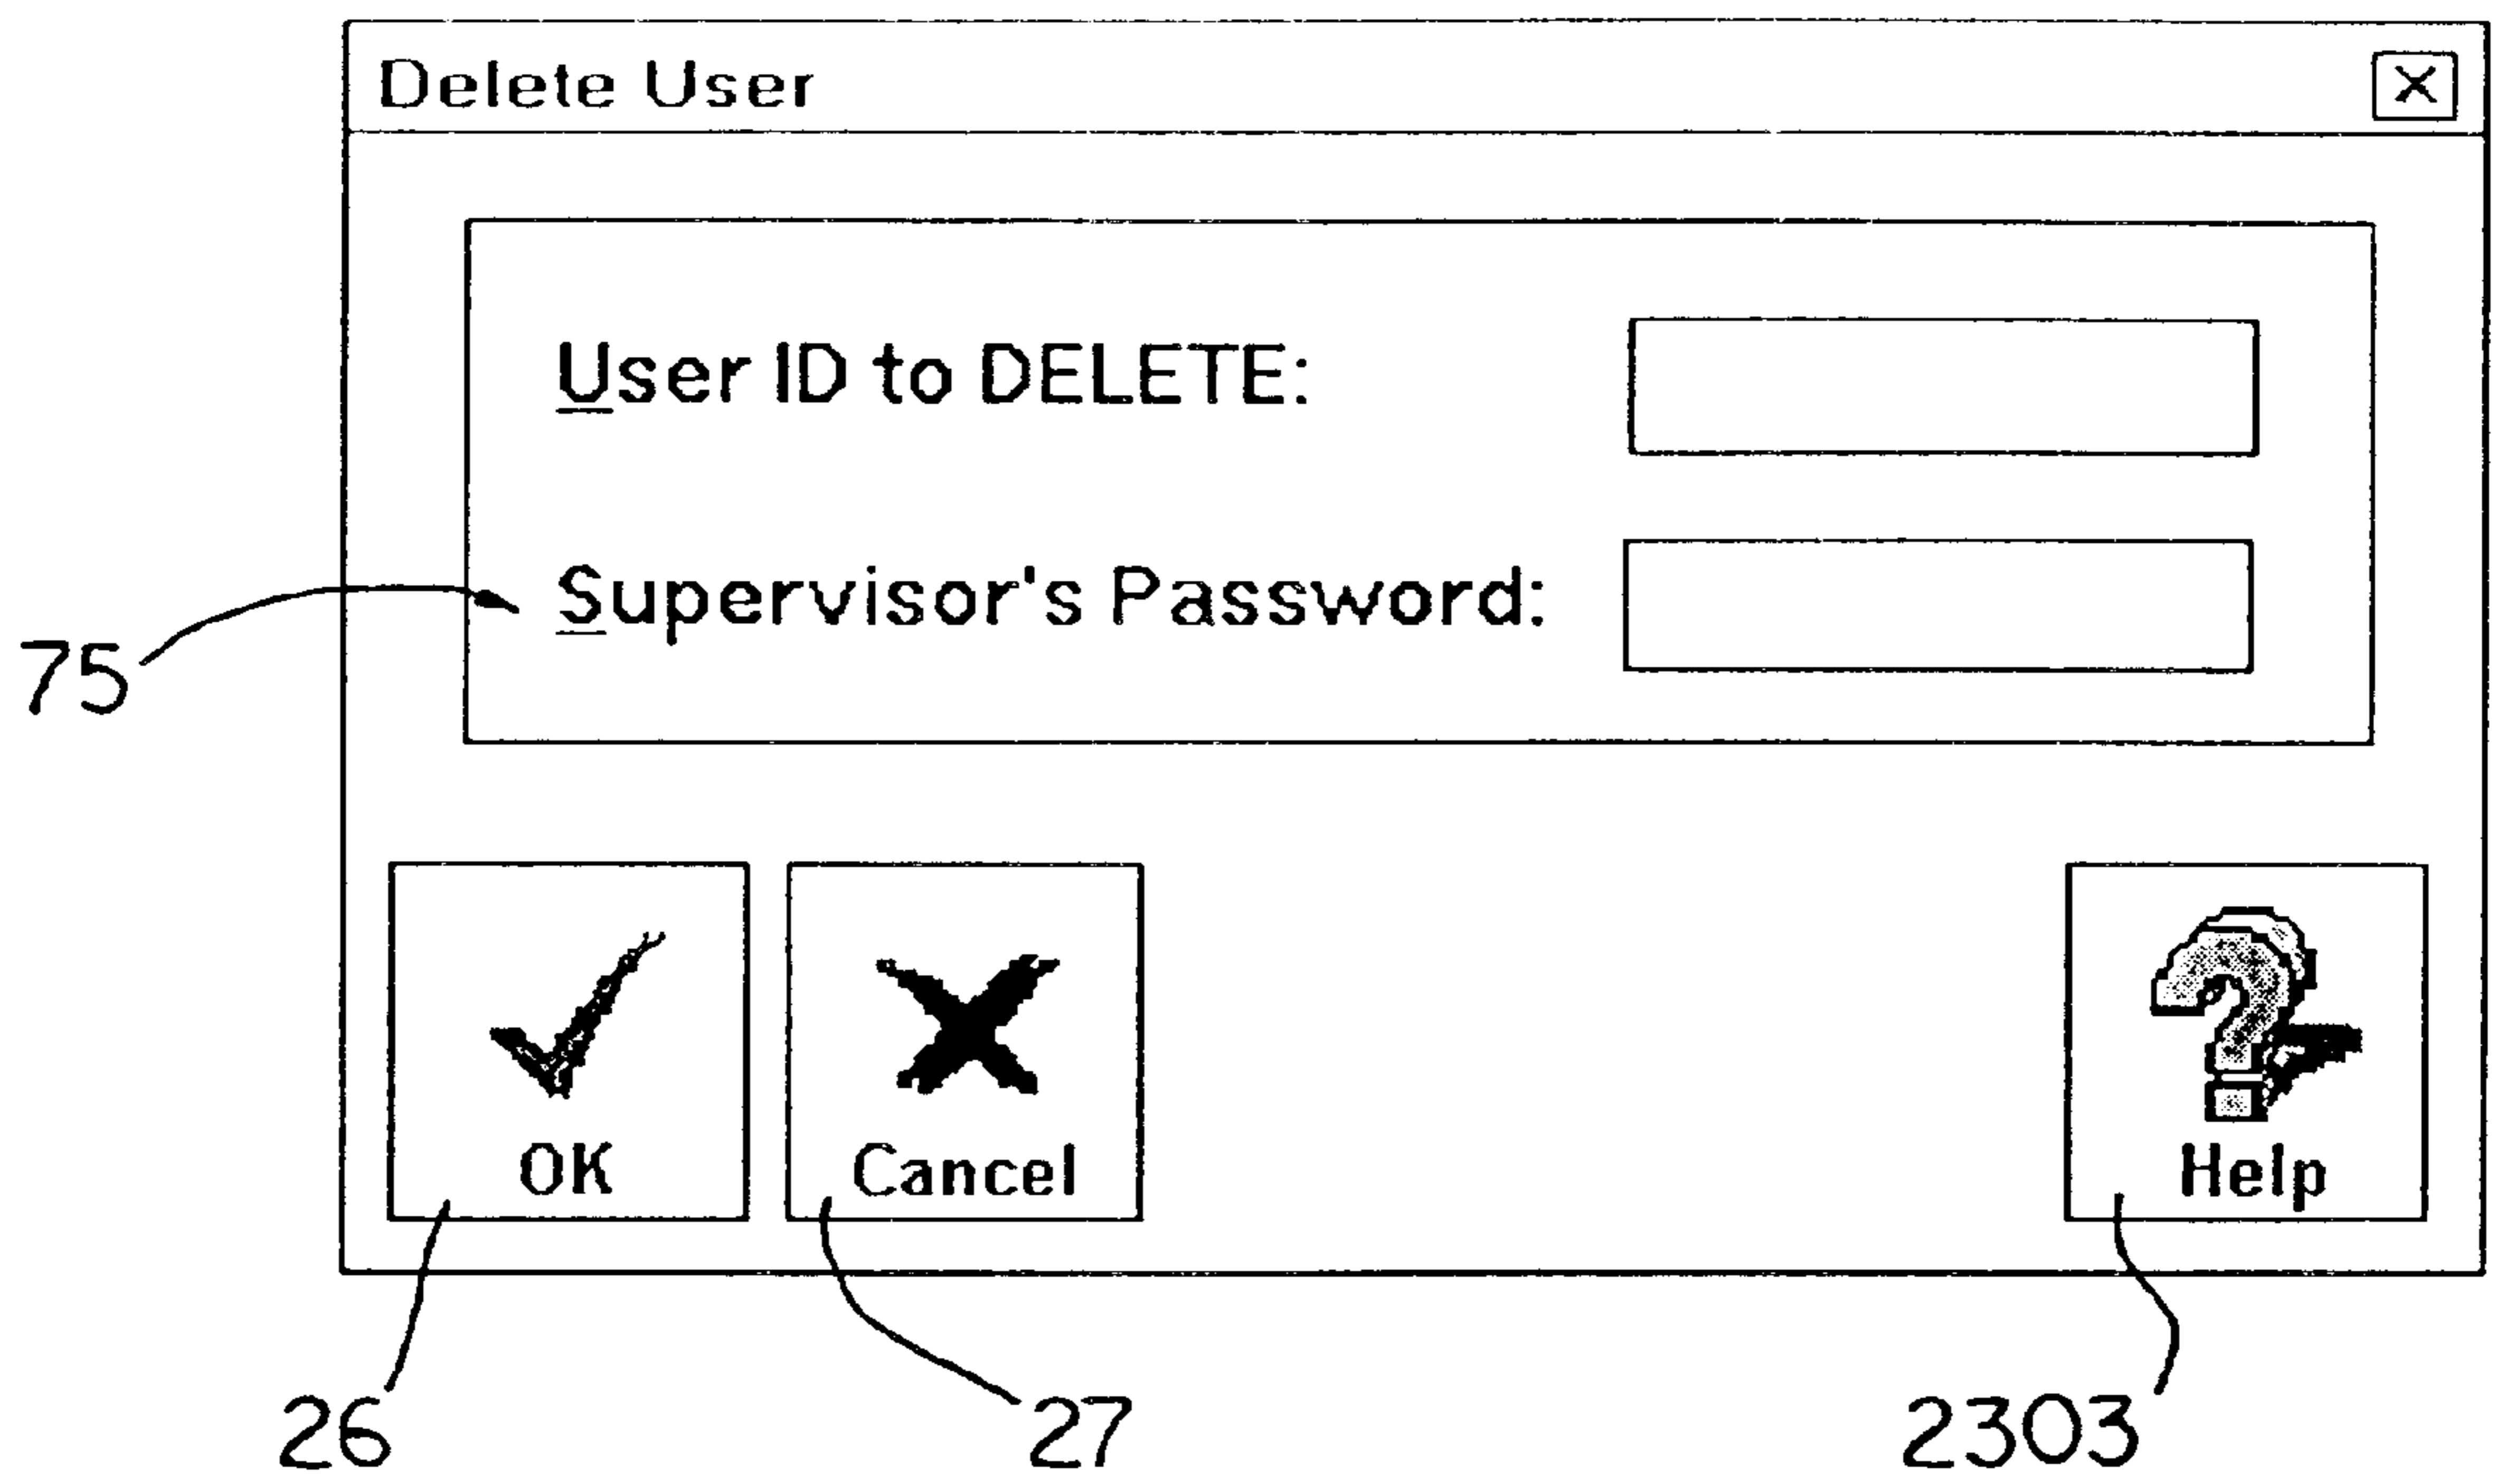 Delete User
User ID to DELETE:
Supervisor's Password:
75
OK
Cancel
Help
26
27
2303